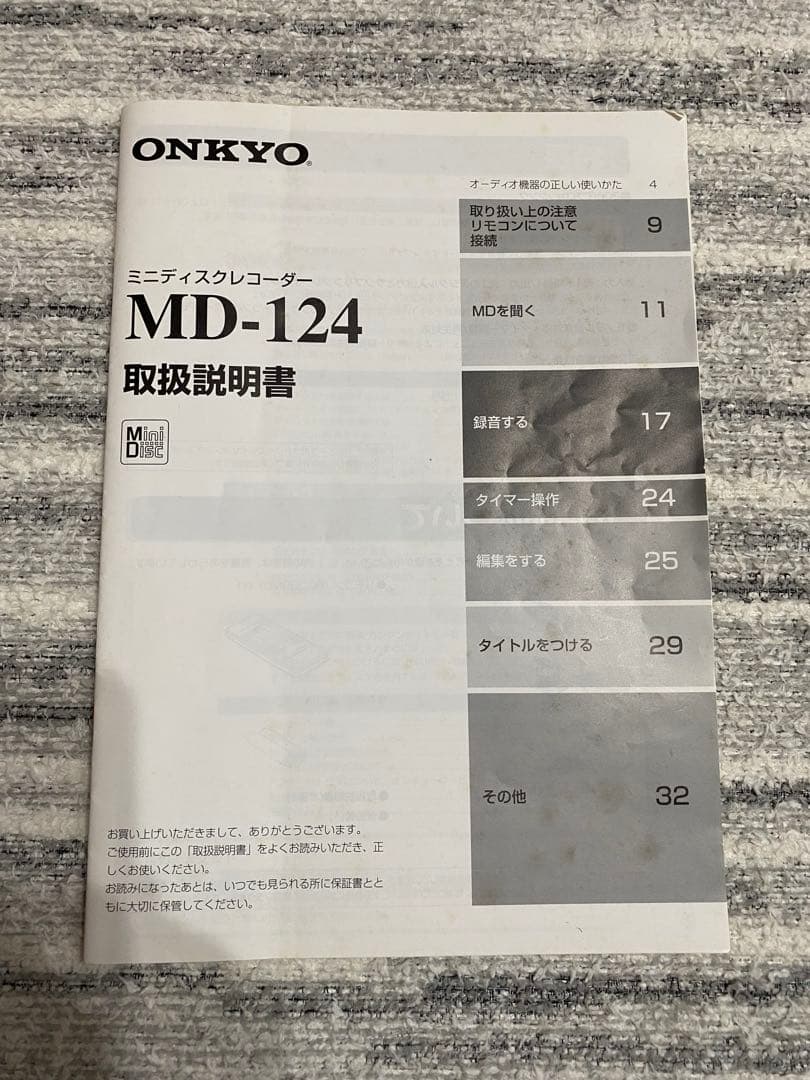 ONKYO®
ミニディスクレコーダー
MD-124
取扱説明書
Mini
Disc
オーディオ機器の正しい使いかた 4
取り扱い上の注意
リモコンについて
接続 9
MDを聞く 11
録音する 17
タイマー操作 24
編集をする 25
タイトルをつける 29
その他 32
お買い上げいただきまして、ありがとうございます。
ご使用前にこの「取扱説明書」をよくお読みいただき、正
しくお使いください。
お読みになったあとは、いつでも見られる所に保証書とと
もに大切に保管してください。